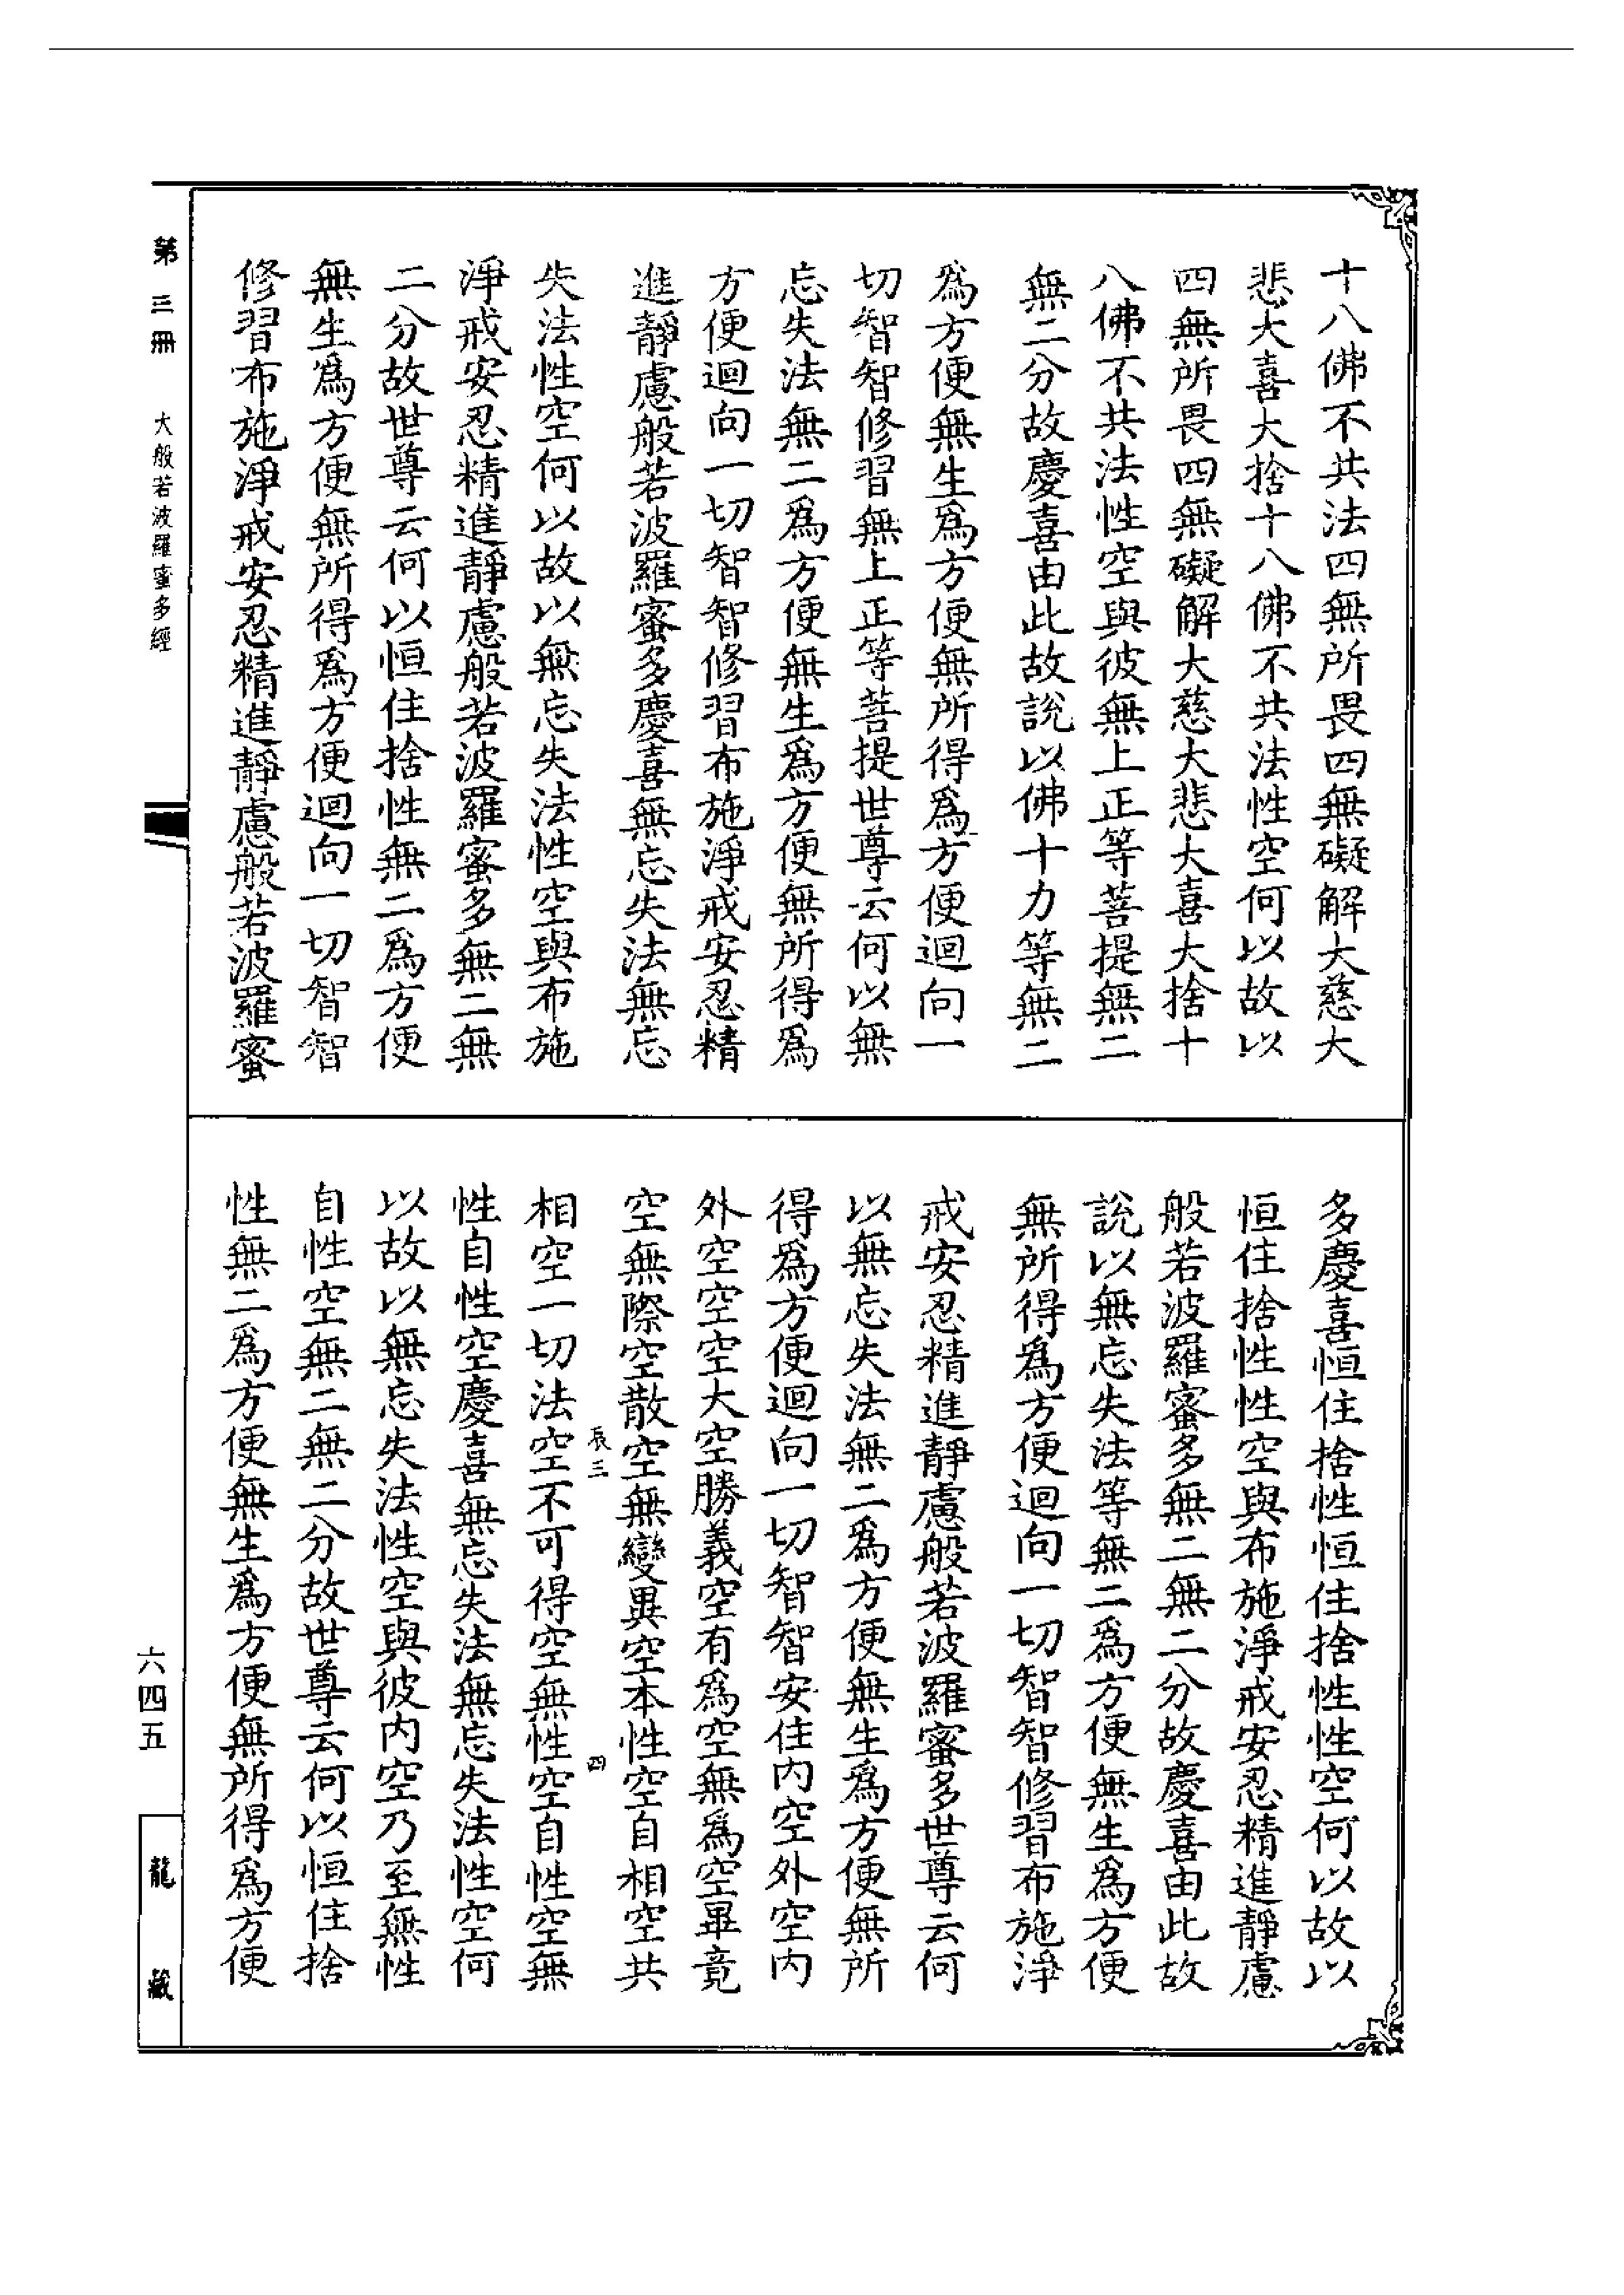 十八佛不共法四無所畏四無礙解大慈大
悲大喜大捨十八佛不共法性空何以故以
四無所畏四無礙解大慈大悲大喜大捨十
八佛不共法性空與彼無上正等菩提無二
無二分故慶喜由此故說以佛十力等無二
爲方便無生爲方便無所得爲方便迴向一
切智智修習無上正等菩提世尊云何以無
忘失法無二爲方便無生爲方便無所得爲
方便迴向一切智智修習布施淨戒安忍精
進靜慮般若波羅蜜多慶喜無忘失法無忘
失法性空何以故以無忘失法性空與布施
淨戒安忍精進靜慮般若波羅蜜多無二無
二分故世尊云何以恒住捨性無二爲方便
無生爲方便無所得爲方便迴向一切智智
修習布施淨戒安忍精進靜慮般若波羅蜜
多慶喜恒住捨性恒住捨性性空何以故以
恒住捨性性空與布施淨戒安忍精進靜慮
般若波羅蜜多無二無二分故慶喜由此故
說以無忘失法等無二爲方便無生爲方便
無所得爲方便迴向一切智智修習布施淨
戒安忍精進靜慮般若波羅蜜多世尊云何
以無忘失法無二爲方便無生爲方便無所
得爲方便迴向一切智智安住內空外空內
外空空空大空勝義空有爲空無爲空畢竟
空無際空散空無變異空本性空自相空共
辰三 四
相空一切法空不可得空無性空自性空無
性自性空慶喜無忘失法無忘失法性空何
以故以無忘失法性空與彼內空乃至無性
自性空無二無二分故世尊云何以恒住捨
性無二爲方便無生爲方便無所得爲方便
第三冊 大般若波羅蜜多經
六四五
龍藏